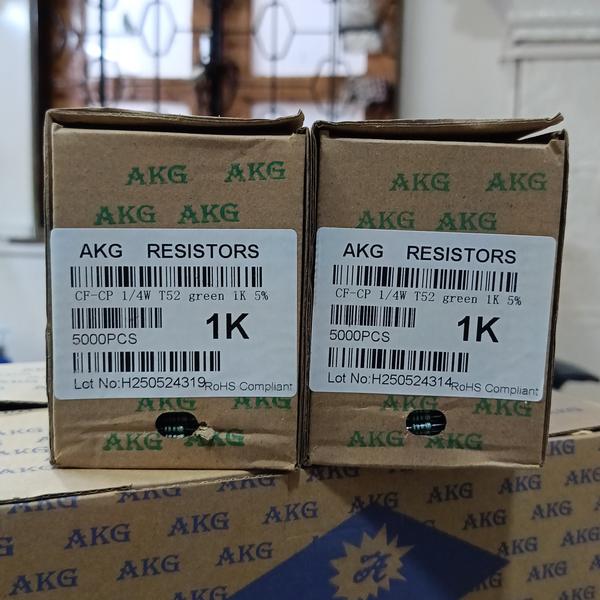 AKG AKG
AKG AKG
AKG RESISTORS
CF-CP 1/4W T52 green 1K 5%
5000PCS
1K
Lot No:H250524319
RoHS Compliant
AKG AKG
AKG AKG
AKG AKG
AKG AKG
AKG RESISTORS
CF-CP 1/4W T52 green 1K 5%
5000PCS
1K
Lot No:H250524314
RoHS Compliant
AKG AKG
AKG AKG
AKG AKG AKG AKG
AKG AKG AKG AKG
AKG AKG AKG